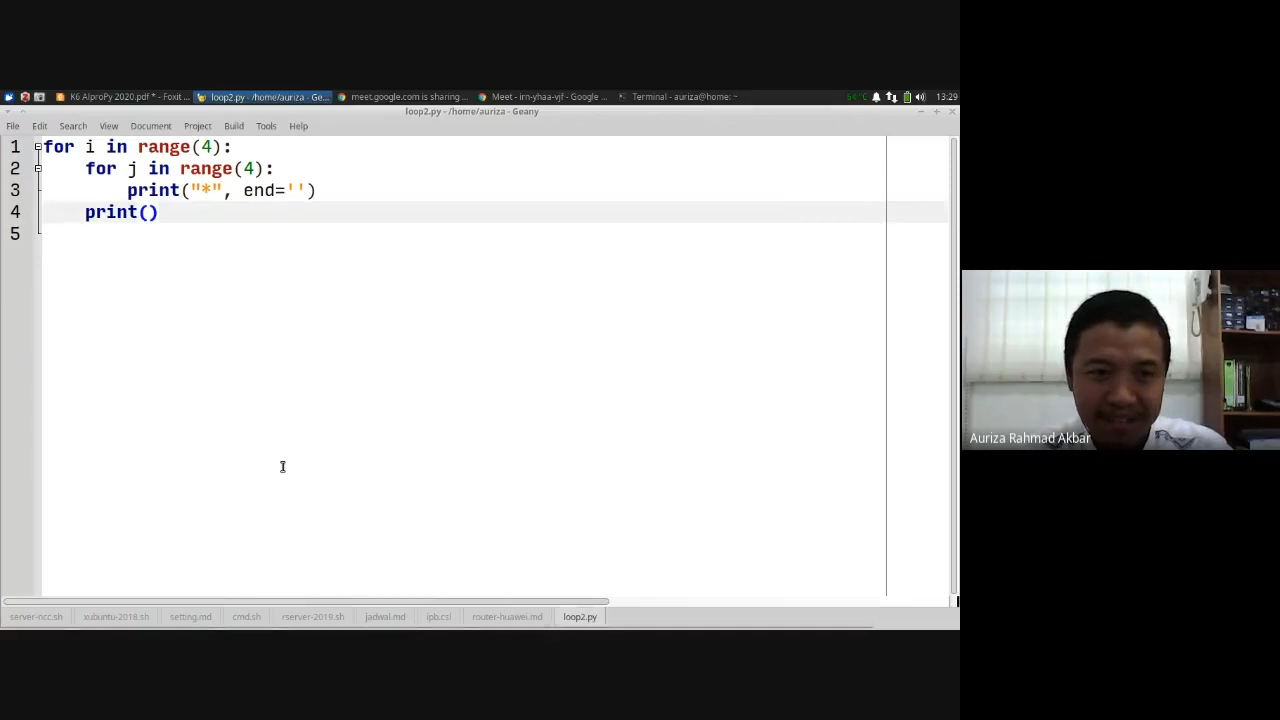 K6 AlproPy 2020.pdf * - Foxit ...
loop2.py - /home/auriza - Ge...
meet.google.com is sharing ...
Meet - irn-yhaa-vjf - Google ...
Terminal - auriza@home: ~
64°C
13:29
loop2.py - /home/auriza - Geany
File Edit Search View Document Project Build Tools Help
1 for i in range(4):
2 for j in range(4):
3 print("*", end='')
4 print()
5
Auriza Rahmad Akbar
server-ncc.sh xubuntu-2018.sh setting.md cmd.sh rserver-2019.sh jadwal.md ipb.csl router-huawei.md loop2.py